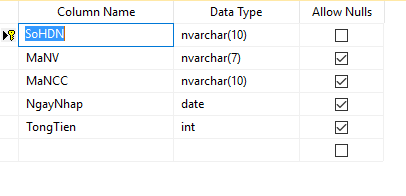 Column Name Data Type Allow Nulls
SoHDN nvarchar(10)
MaNV nvarchar(7)
MaNCC nvarchar(10)
NgayNhap date
TongTien int